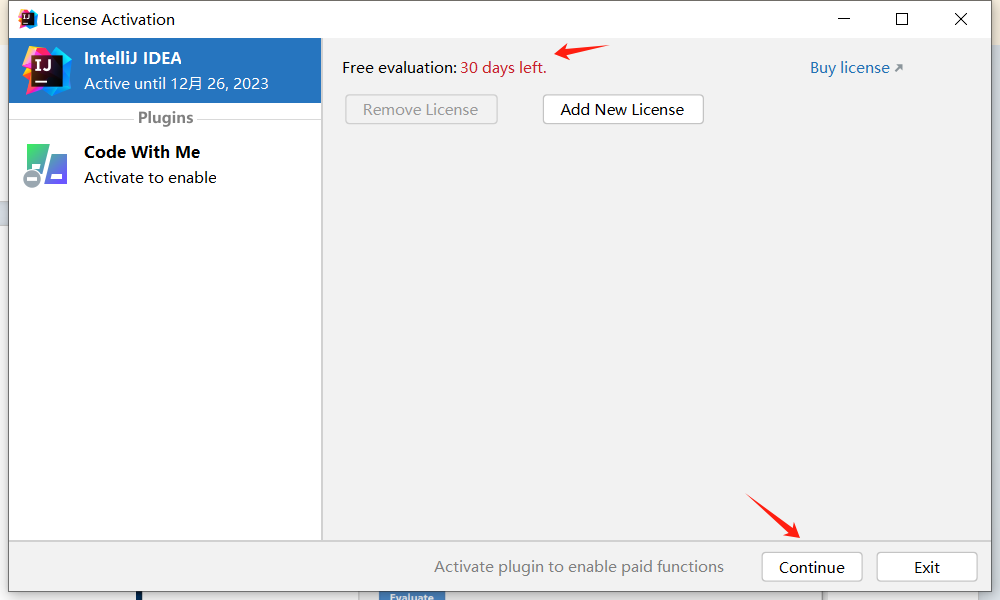 License Activation
IJ
IntelliJ IDEA
Active until 12月 26, 2023
Plugins
Code With Me
Activate to enable
Free evaluation: 30 days left.
Buy license
Remove License
Add New License
Activate plugin to enable paid functions
Continue
Exit
Evaluate